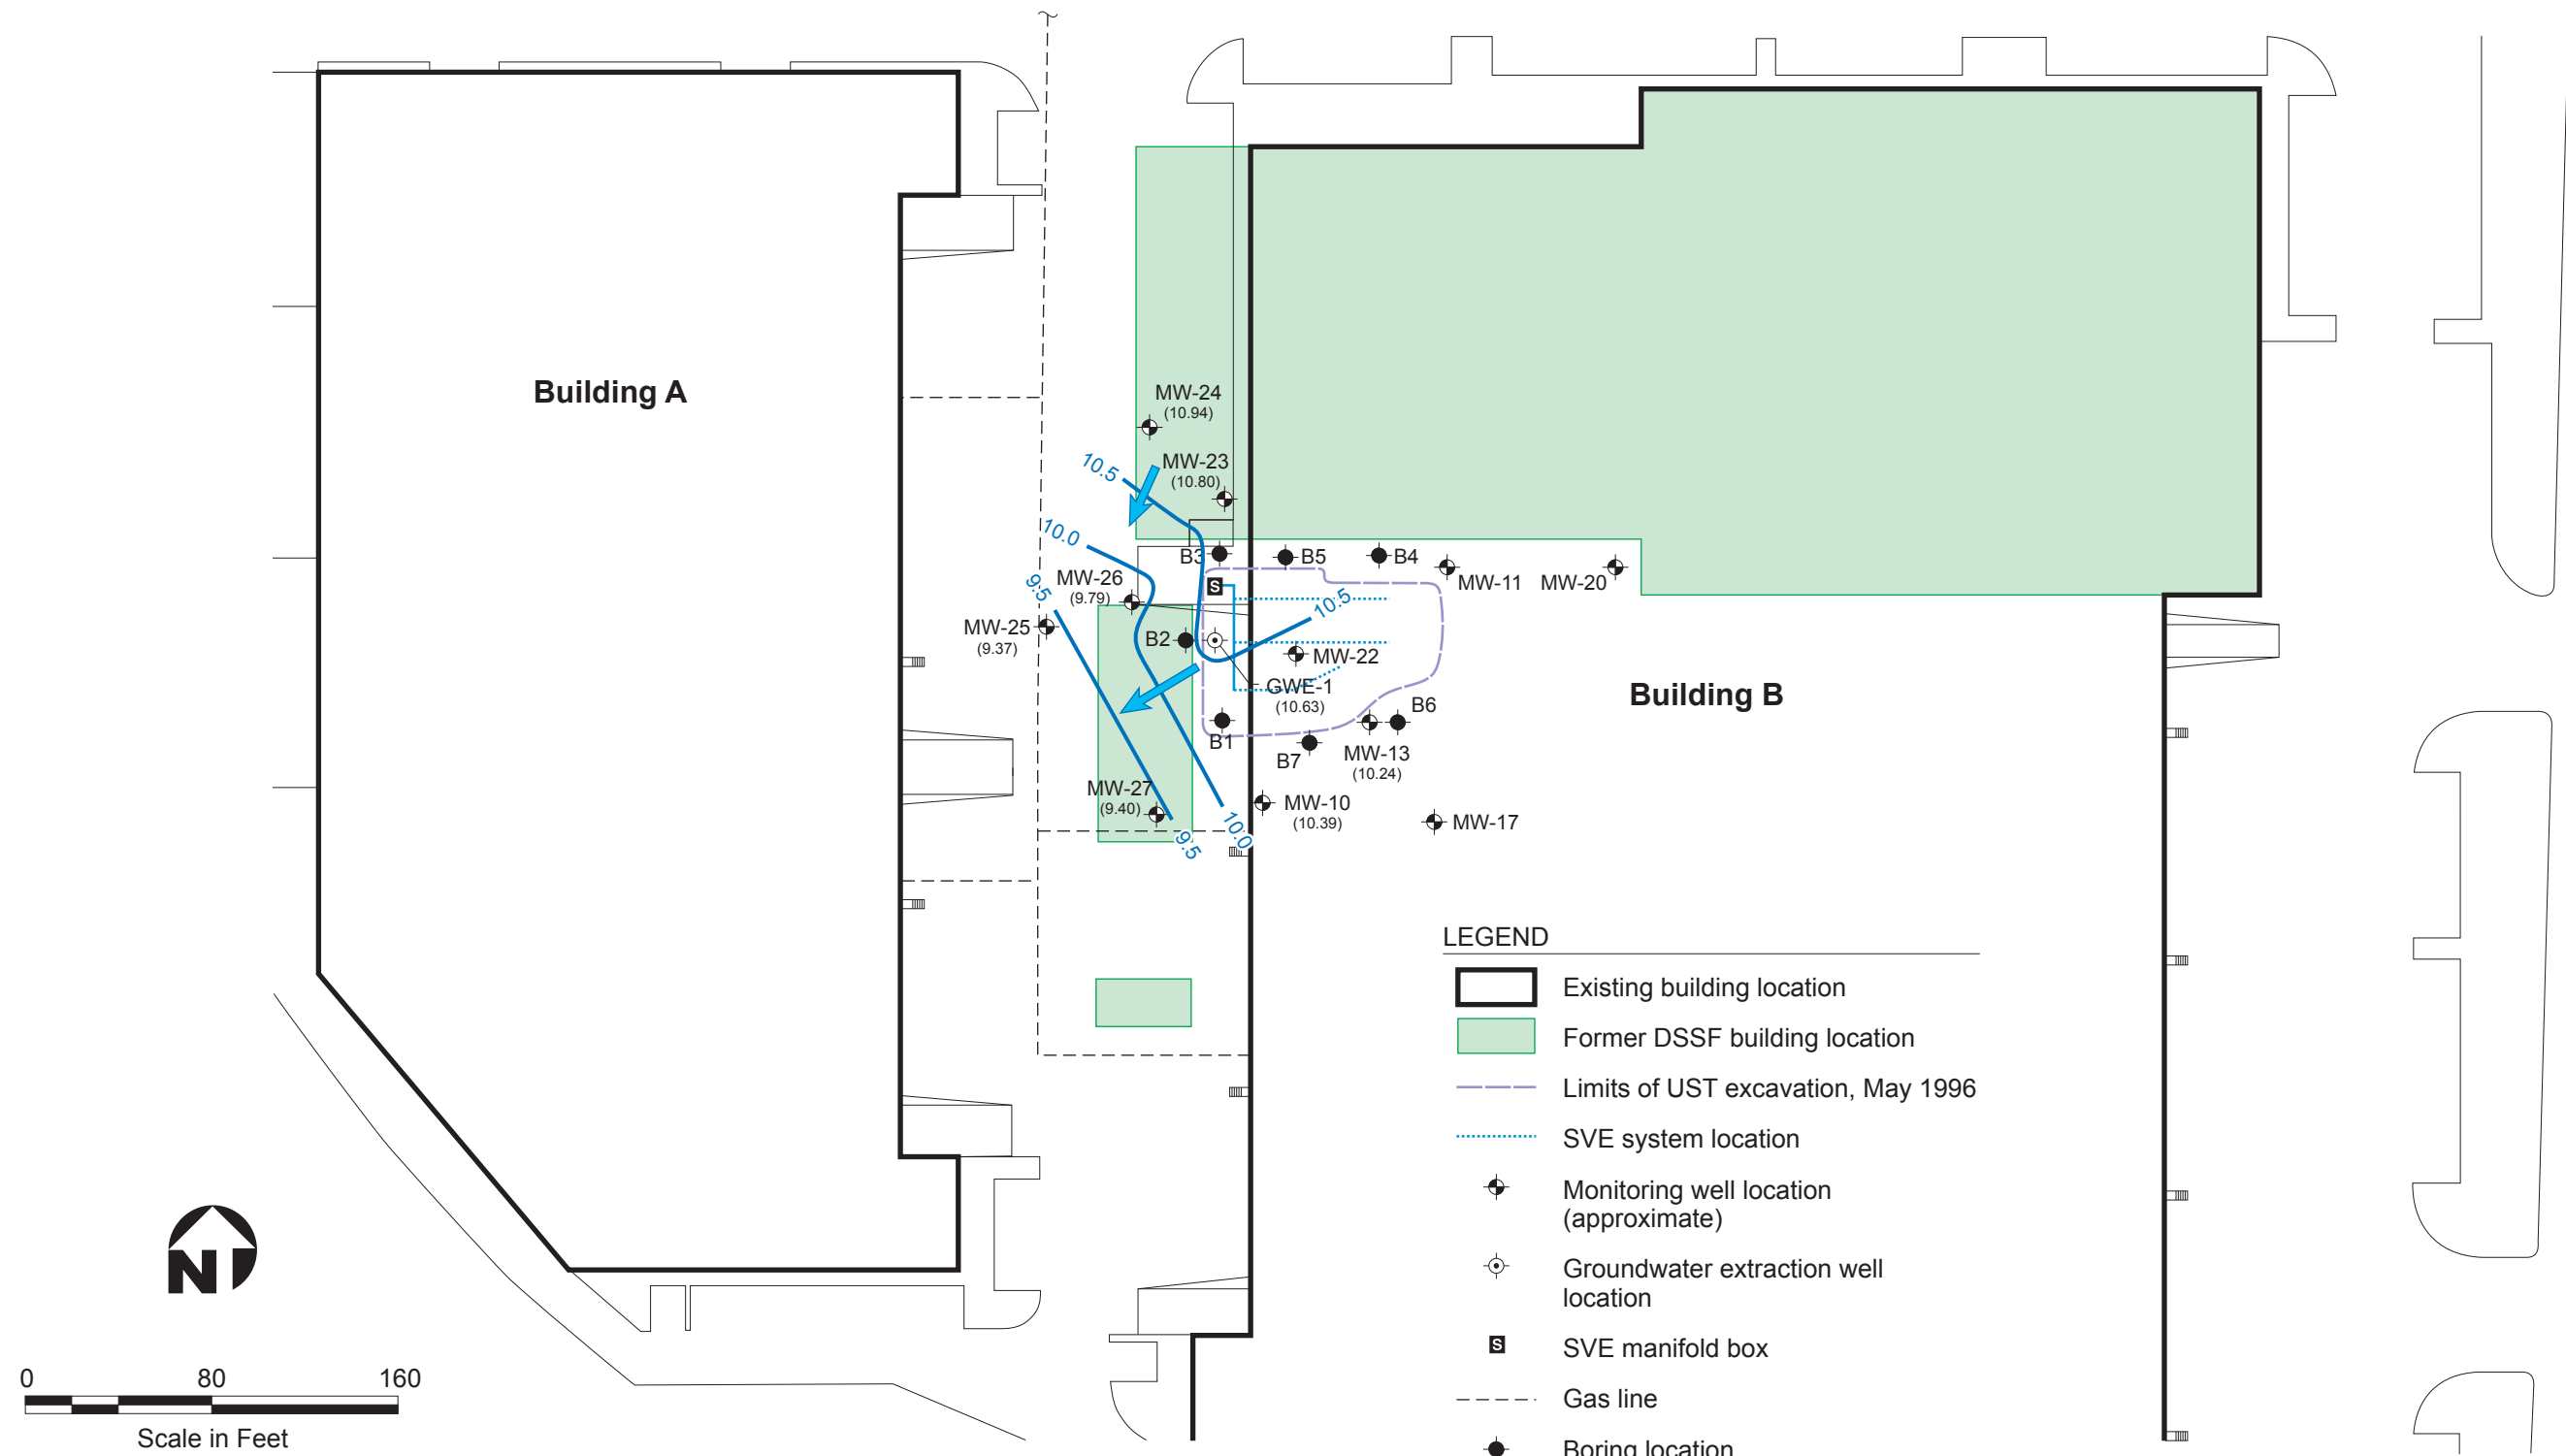 Building A
MW-24
(10.94)
10.5
MW-23
(10.80)
10.0
B3
B5
B4
MW-11
MW-20
S
MW-26
(9.79)
9.5
10.5
MW-25
(9.37)
B2
MW-22
GWE-1
(10.63)
Building B
B6
B1
B7
MW-13
(10.24)
MW-27
(9.40)
MW-10
(10.39)
MW-17
10.0
9.5
LEGEND
Existing building location
Former DSSF building location
Limits of UST excavation, May 1996
SVE system location
Monitoring well location
(approximate)
Groundwater extraction well
location
S
SVE manifold box
Gas line
Boring location
N
0 80 160
Scale in Feet